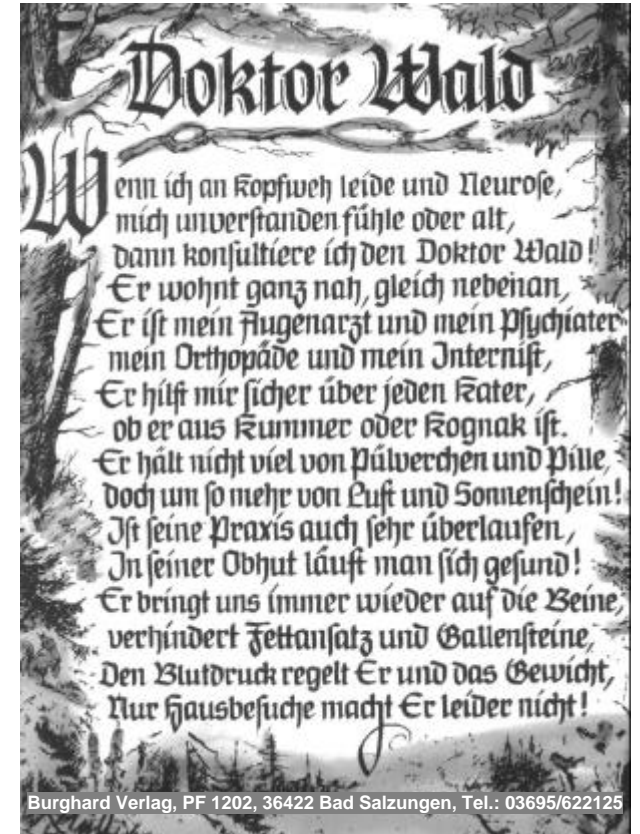 Doktor Wald
Wenn ich an Kopfweh leide und Neurose,
mich unverstanden fühle oder alt,
dann konsultiere ich den Doktor Wald!
Er wohnt ganz nah, gleich nebenan,
Er ist mein Augenarzt und mein Psychiater
mein Orthopäde und mein Internist,
Er hilft mir sicher über jeden Kater,
ob er aus Kummer oder Kognak ist.
Er hält nicht viel von Pülverchen und Pille,
Doch um so mehr von Luft und Sonnenschein!
Ist seine Praxis auch sehr überlaufen,
In seiner Obhut läuft man sich gesund!
Er bringt uns immer wieder auf die Beine,
verhindert Fettansatz und Gallensteine,
Den Blutdruck regelt Er und das Gewicht,
Nur Hausbesuche macht Er leider nicht!
Burghard Verlag, PF 1202, 36422 Bad Salzungen, Tel.: 03695/622125